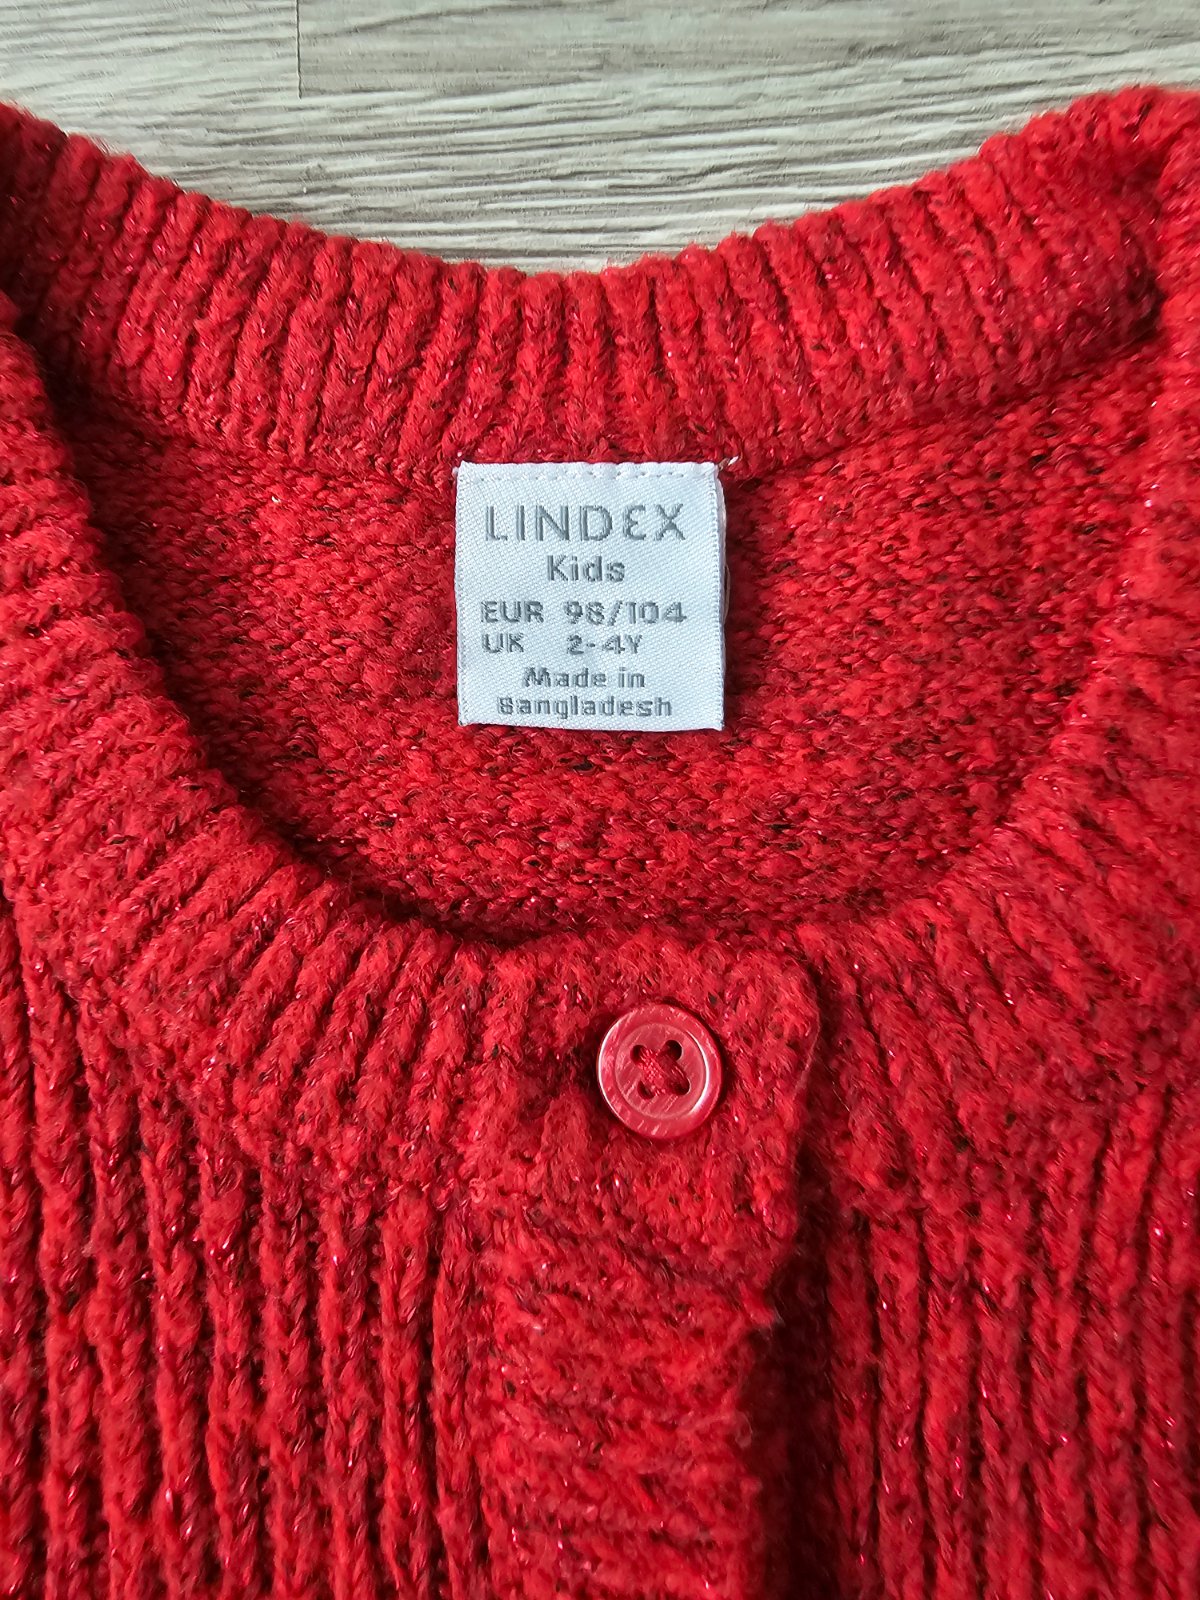 LINDEX
Kids
EUR 98/104
UK 2-4Y
Made in
Bangladesh